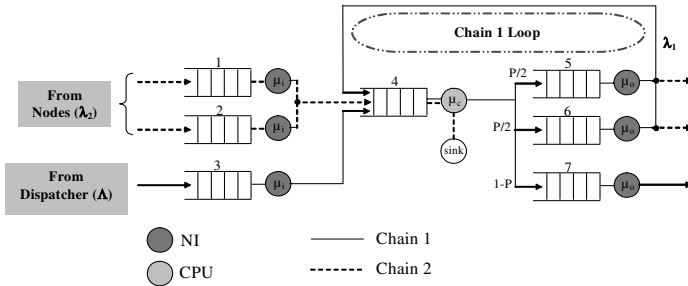 Chain 1 Loop
λ1
1
μi
From
Nodes (λ2)
2
μi
4
μc
sink
5
P/2
μo
6
P/2
μo
From
Dispatcher (Λ)
3
μi
7
1-P
μo
NI
Chain 1
CPU
Chain 2